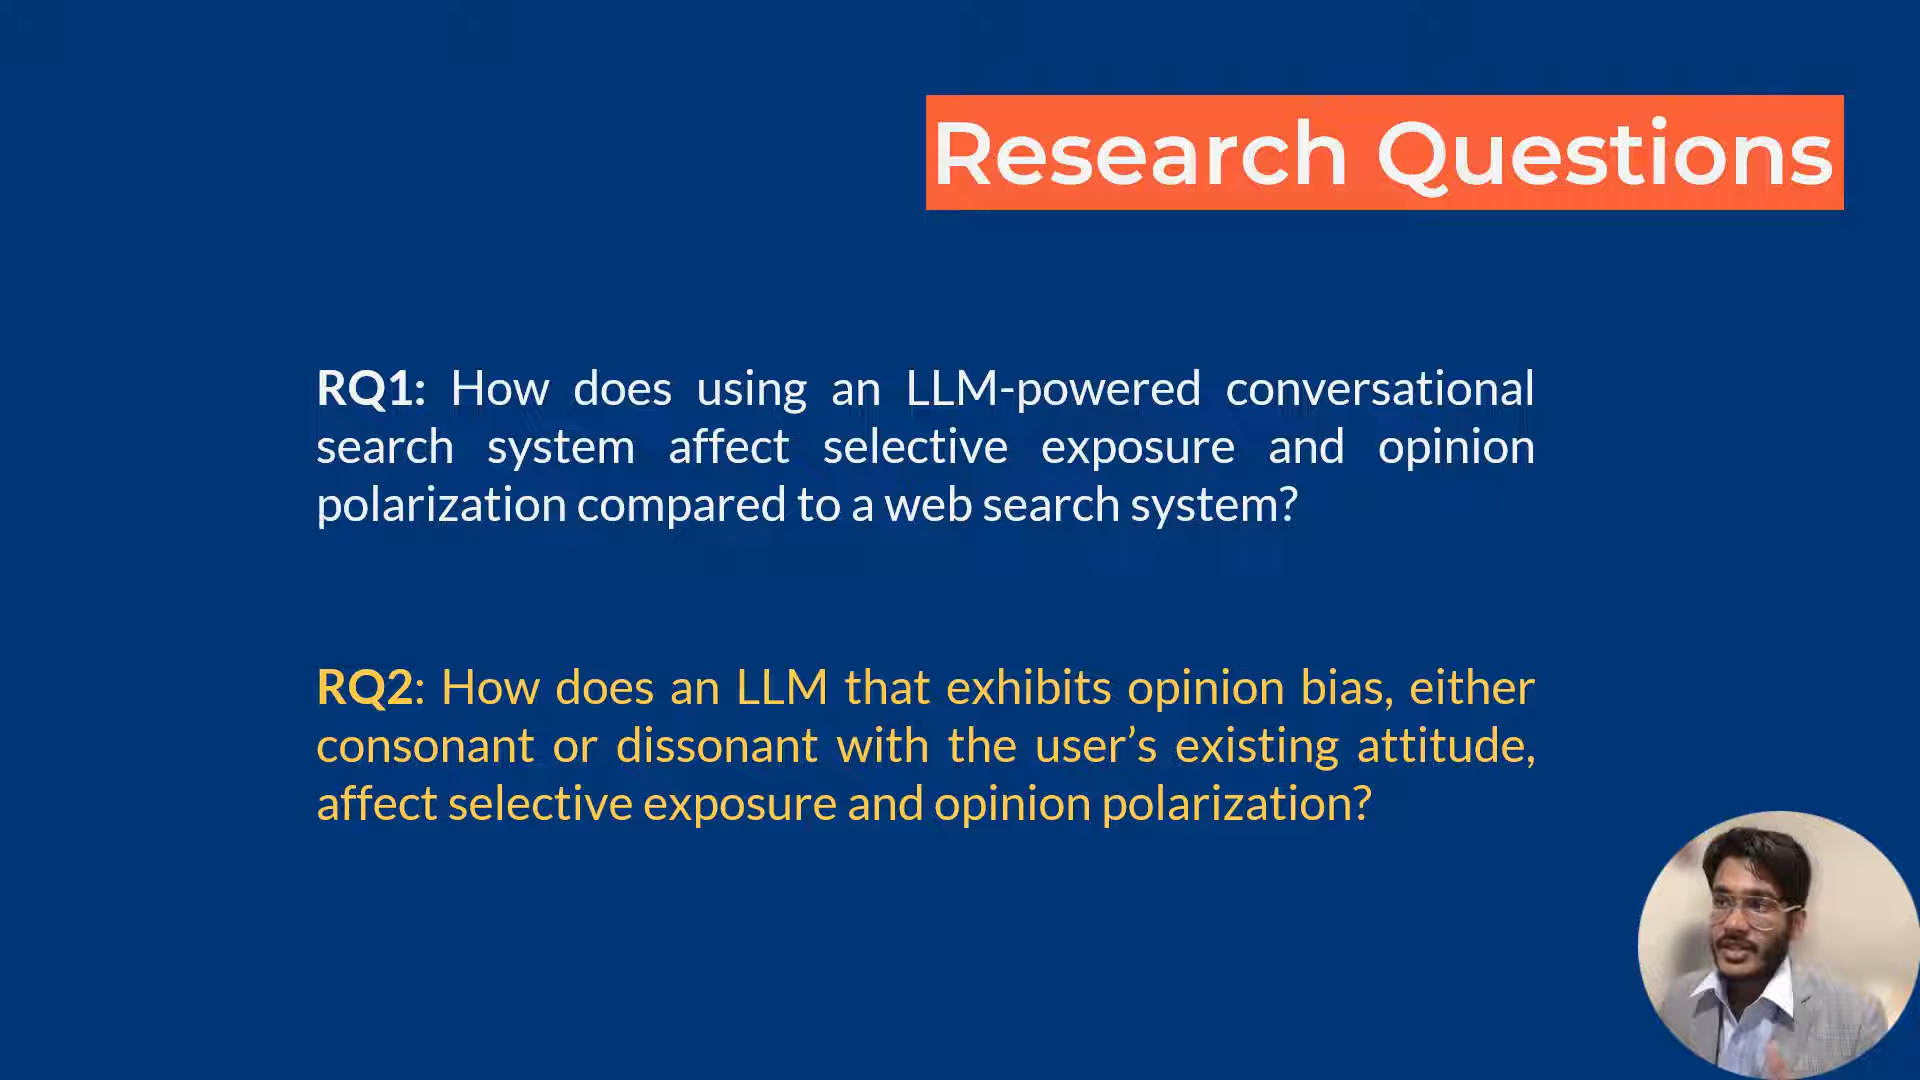 Research Questions
RQ1: How does using an LLM-powered conversational
search system affect selective exposure and opinion
polarization compared to a web search system?
RQ2: How does an LLM that exhibits opinion bias, either
consonant or dissonant with the user’s existing attitude,
affect selective exposure and opinion polarization?